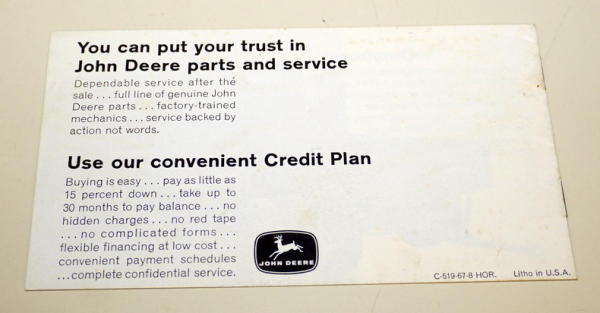 You can put your trust in
John Deere parts and service
Dependable service after the
sale . . . full line of genuine John
Deere parts . . . factory-trained
mechanics . . . service backed by
action not words.
Use our convenient Credit Plan
Buying is easy . . . pay as little as
15 percent down . . . take up to
30 months to pay balance . . . no
hidden charges . . . no red tape
. . . no complicated forms . . .
flexible financing at low cost . . .
convenient payment schedules
. . . complete confidential service.
JOHN DEERE
C-519-67-8 HOR. Litho in U.S.A.